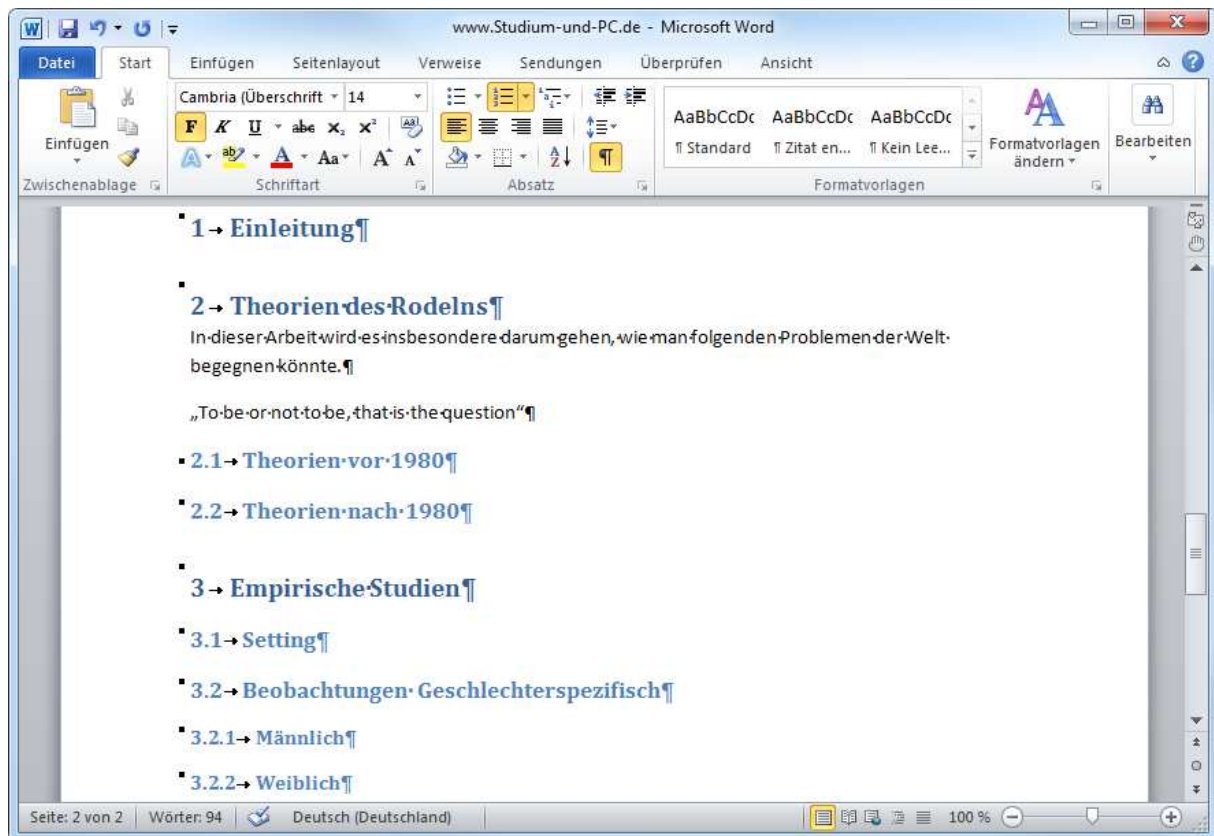 www.Studium-und-PC.de - Microsoft Word
Datei Start Einfügen Seitenlayout Verweise Sendungen Überprüfen Ansicht
Cambria (Überschrift 14
AaBbCcDc AaBbCcDc AaBbCcDc
F K U abe x₂ x²
Einfügen
¶ Standard ¶ Zitat en... ¶ Kein Lee...
Formatvorlagen ändern
Bearbeiten
Zwischenablage Schriftart Absatz Formatvorlagen
1→ Einleitung¶
2→ Theorien·des·Rodelns¶
In·dieser·Arbeit·wird·es·insbesondere·darum·gehen,·wie·man·folgenden·Problemen·der·Welt·
begegnen·könnte.¶
„To·be·or·not·to·be,·that·is·the·question“¶
2.1→ Theorien·vor·1980¶
2.2→ Theorien·nach·1980¶
3→ Empirische·Studien¶
3.1→ Setting¶
3.2→ Beobachtungen·Geschlechterspezifisch¶
3.2.1→ Männlich¶
3.2.2→ Weiblich¶
Seite: 2 von 2 Wörter: 94 Deutsch (Deutschland) 100 %